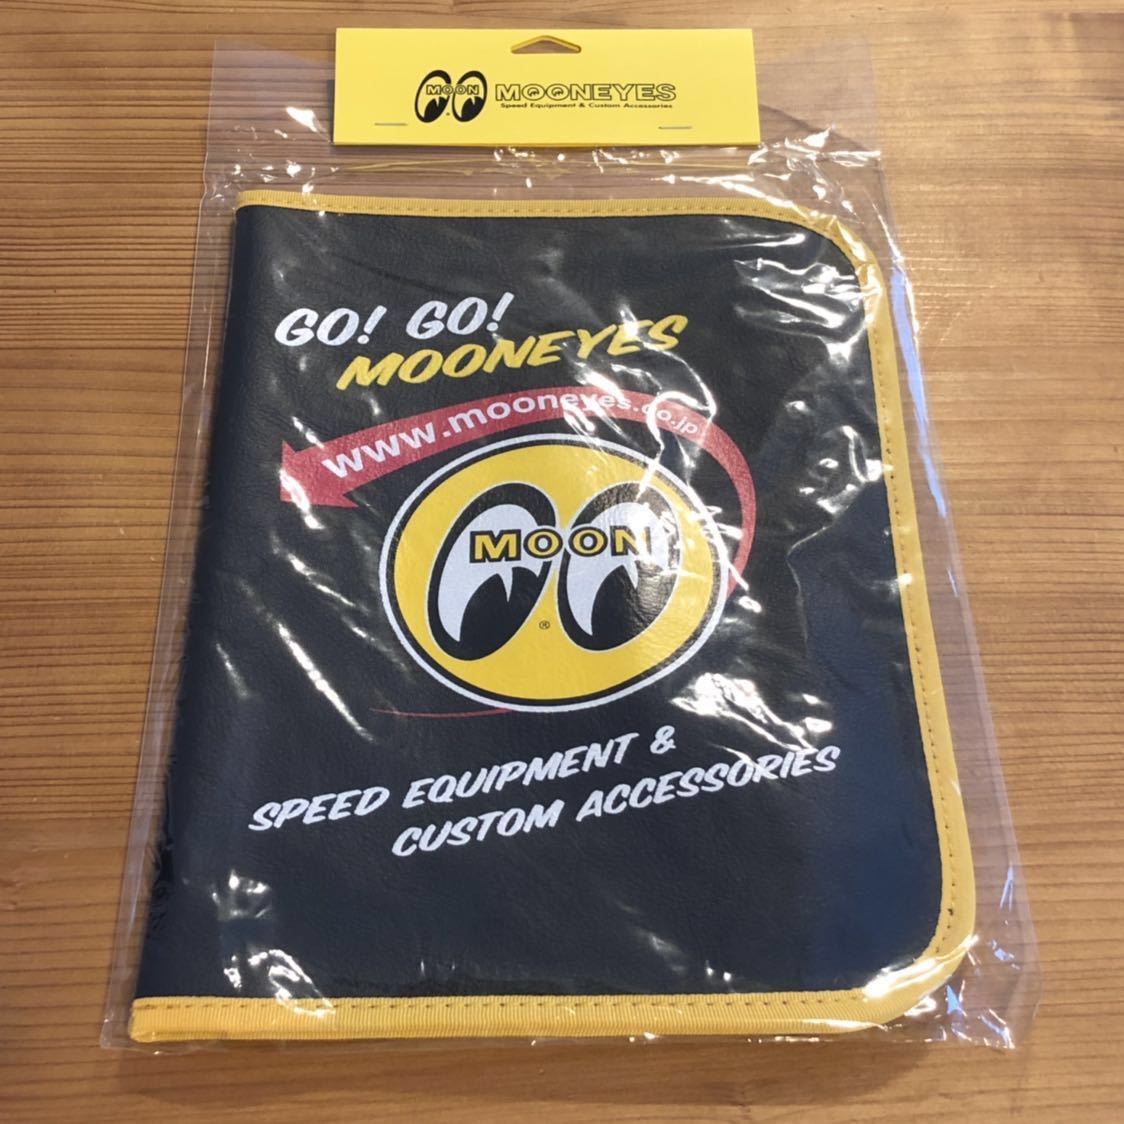 MOON MOONEYES
Speed Equipment & Custom Accessories
GO! GO!
MOONEYES
www.mooneyes.co.jp
MOON
®
SPEED EQUIPMENT &
CUSTOM ACCESSORIES